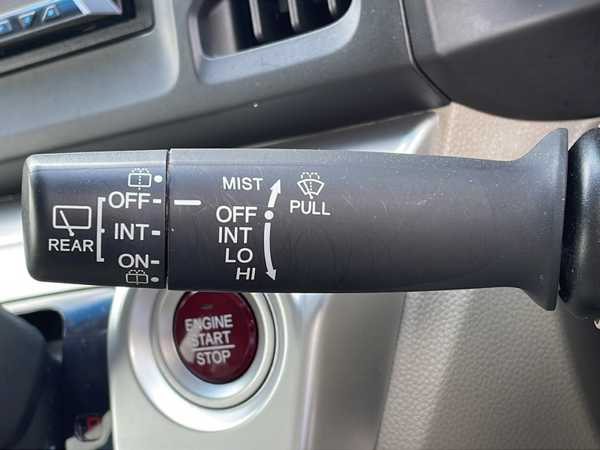 OFF
INT
ON
REAR
MIST
OFF
INT
LO
HI
PULL
ENGINE
START
STOP